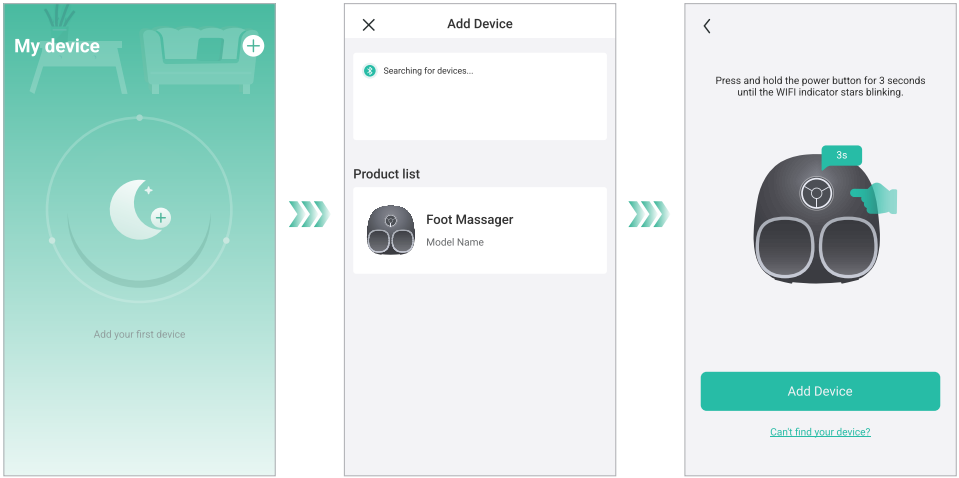 My device
Add your first device
Add Device
Searching for devices...
Product list
Foot Massager
Model Name
Press and hold the power button for 3 seconds
until the WIFI indicator stars blinking.
3s
Add Device
Can't find your device?